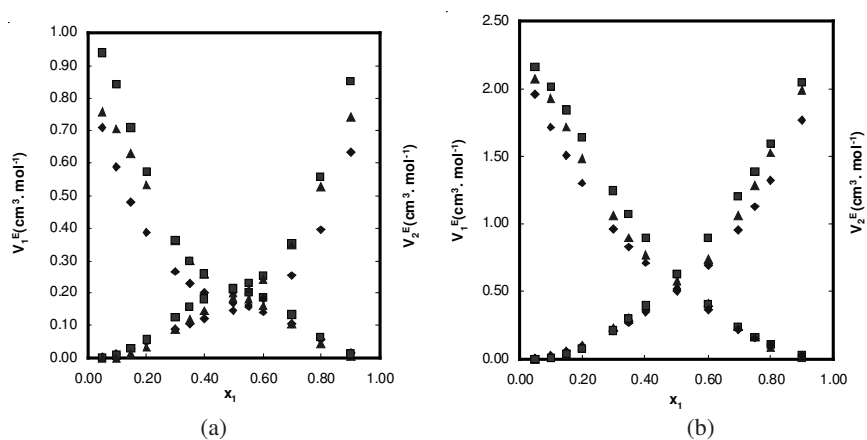 1.00
0.90
0.80
0.70
0.60
0.50
0.40
0.30
0.20
0.10
0.00
V₁ᴱ(cm³. mol⁻¹)
V₂ᴱ(cm³. mol⁻¹)
0.00 0.20 0.40 0.60 0.80 1.00
x₁
(a)
2.50
2.00
1.50
1.00
0.50
0.00
V₁ᴱ(cm³. mol⁻¹)
V₂ᴱ(cm³. mol⁻¹)
0.00 0.20 0.40 0.60 0.80 1.00
x₁
(b)